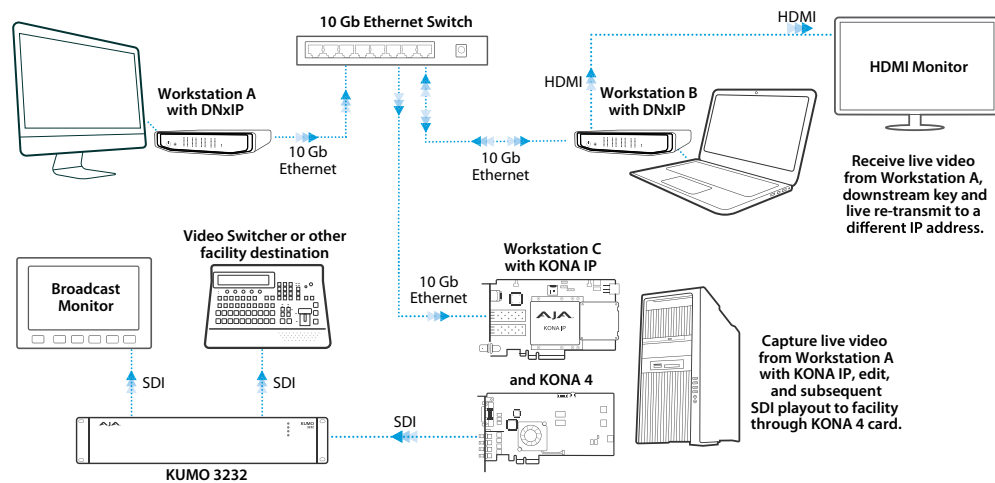 10 Gb Ethernet Switch
HDMI
HDMI Monitor
HDMI
Workstation A
with DNxIP
Workstation B
with DNxIP
10 Gb
Ethernet
10 Gb
Ethernet
Receive live video
from Workstation A,
downstream key and
live re-transmit to a
different IP address.
Video Switcher or other
facility destination
Broadcast
Monitor
10 Gb
Ethernet
Workstation C
with KONA IP
AJA
KONA IP
Capture live video
from Workstation A
with KONA IP, edit,
and subsequent
SDI playout to facility
through KONA 4 card.
and KONA 4
SDI
SDI
SDI
AJA
KUMO
3232
KUMO 3232